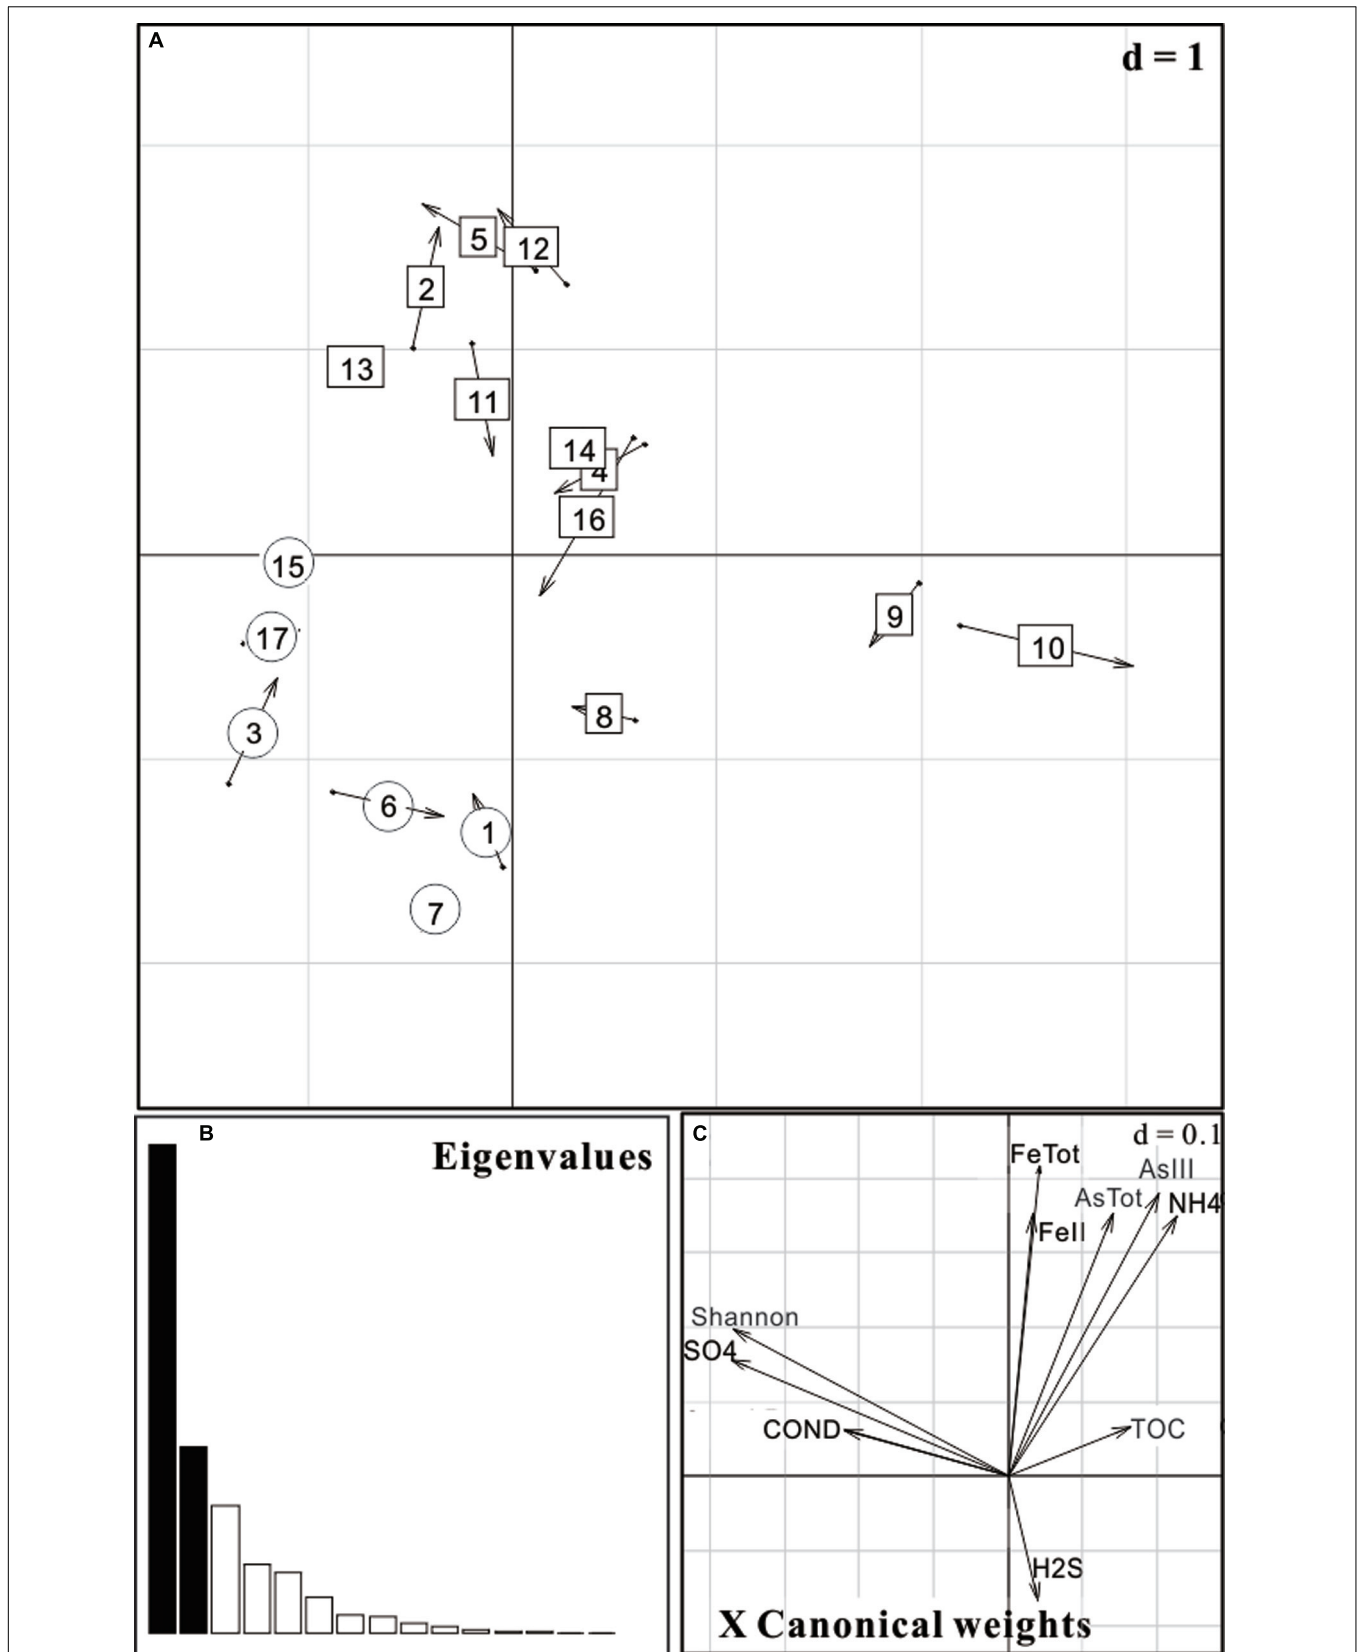 A
d = 1
5
12
2
13
11
14
4
16
15
9
17
10
8
3
6
1
7
B
Eigenvalues
C
d = 0.1
FeTot
AsIII
AsTot
NH4
FeII
Shannon
SO4
COND
TOC
H2S
X Canonical weights